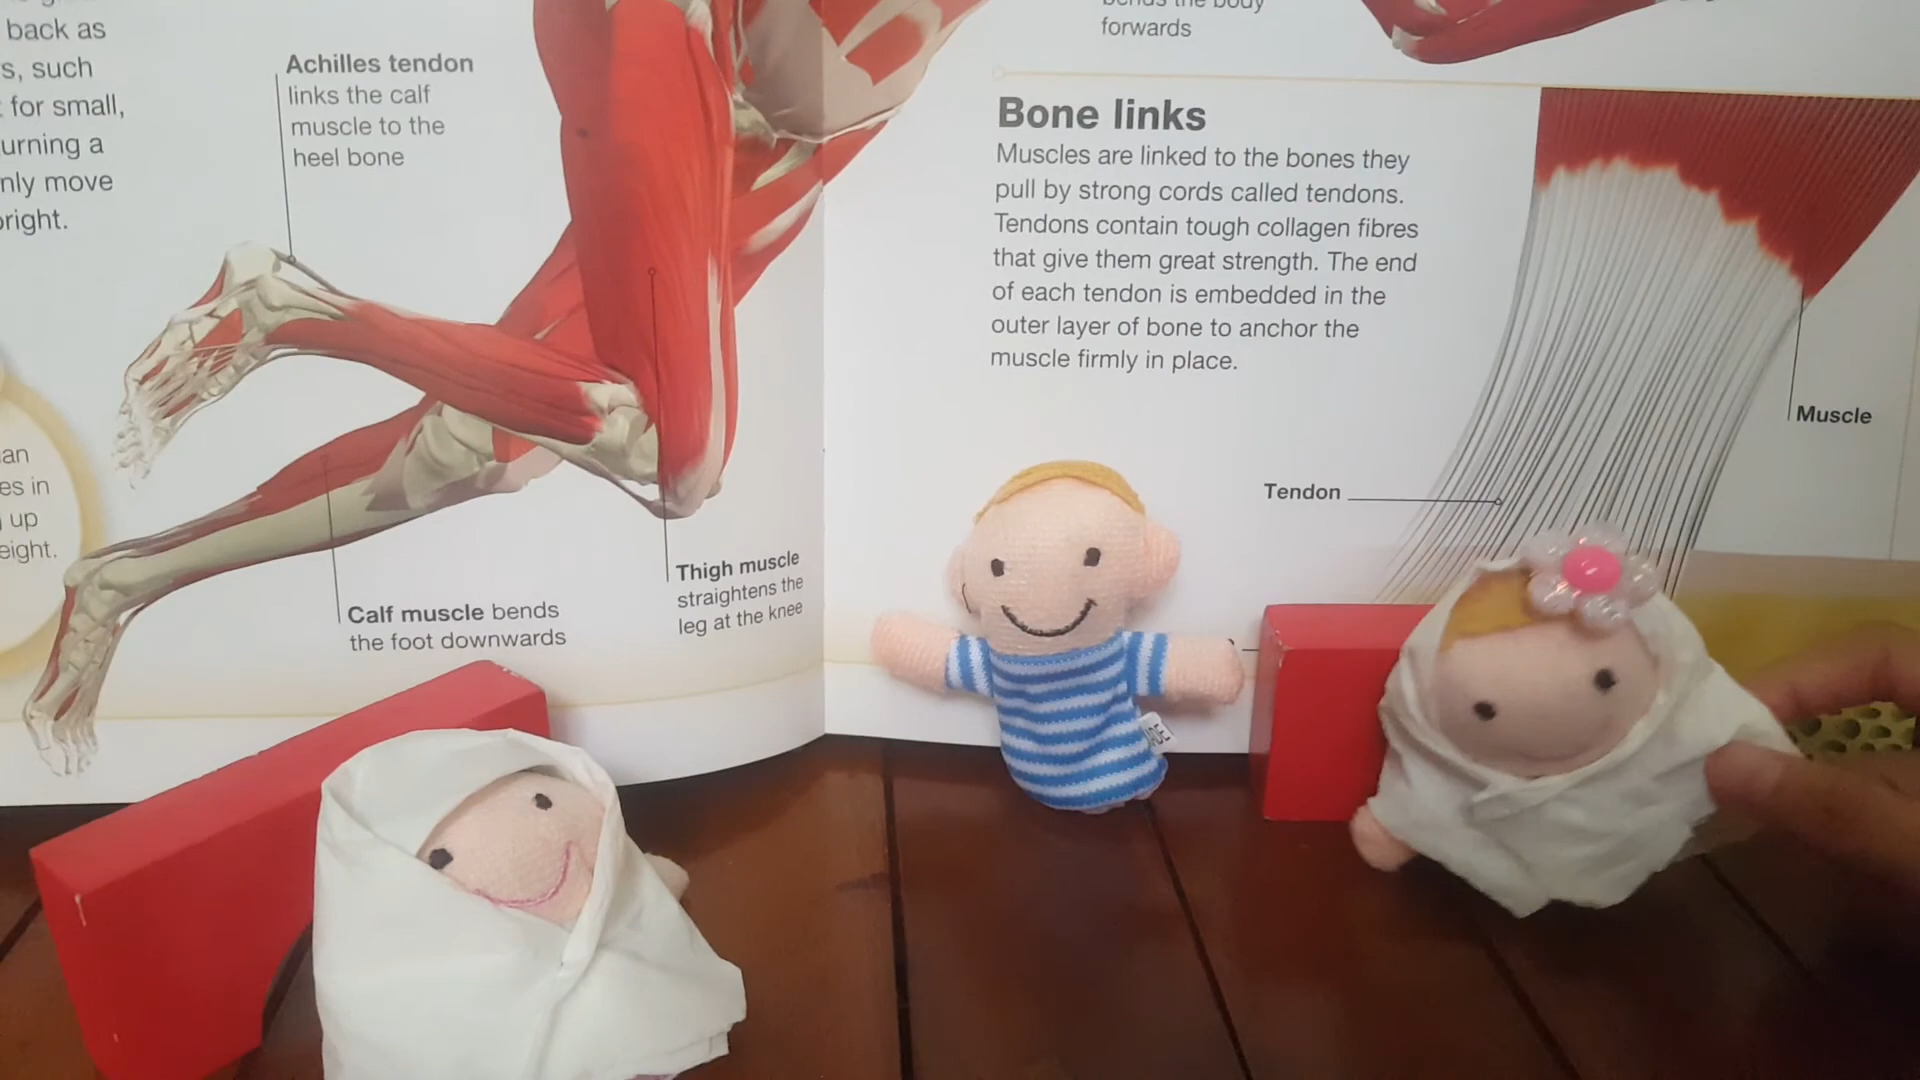 back as
s, such
for small,
urning a
nly move
right.
an
es in
up
eight.
Achilles tendon
links the calf
muscle to the
heel bone
Calf muscle bends
the foot downwards
Thigh muscle
straightens the
leg at the knee
bends the body
forwards
Bone links
Muscles are linked to the bones they
pull by strong cords called tendons.
Tendons contain tough collagen fibres
that give them great strength. The end
of each tendon is embedded in the
outer layer of bone to anchor the
muscle firmly in place.
Muscle
Tendon
ADE